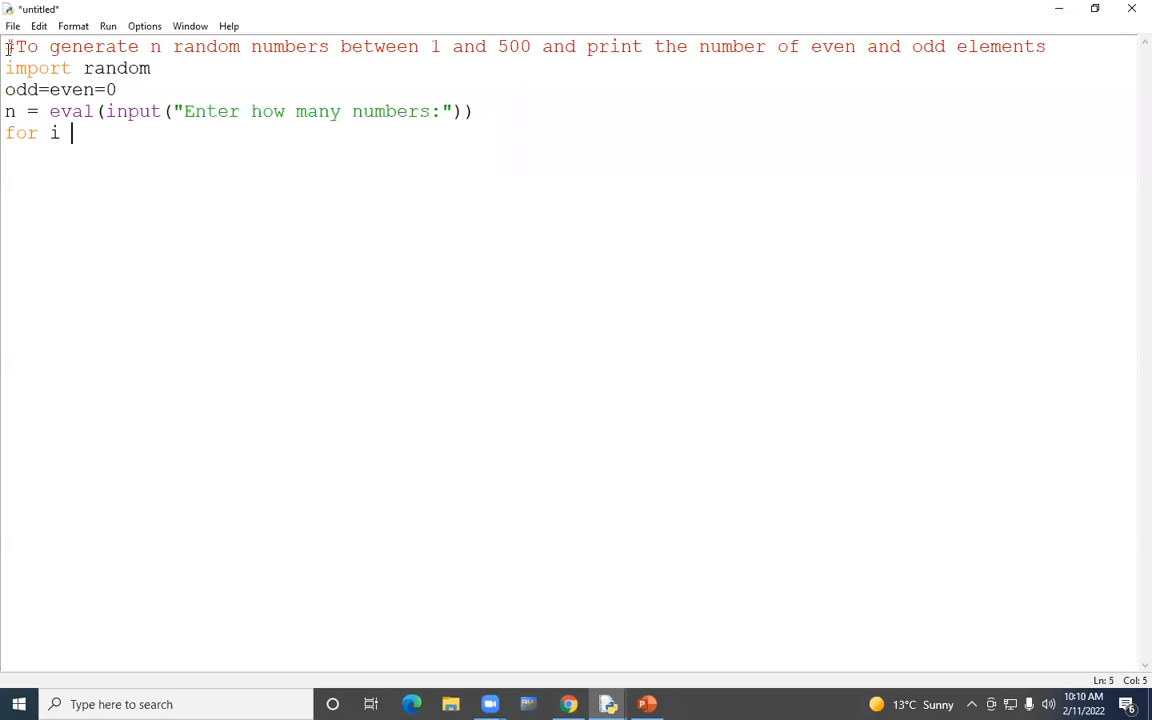 *untitled*
File Edit Format Run Options Window Help
#To generate n random numbers between 1 and 500 and print the number of even and odd elements
import random
odd=even=0
n = eval(input("Enter how many numbers:"))
for i
Ln: 5 Col: 5
Type here to search
13°C Sunny
10:10 AM
2/11/2022
6